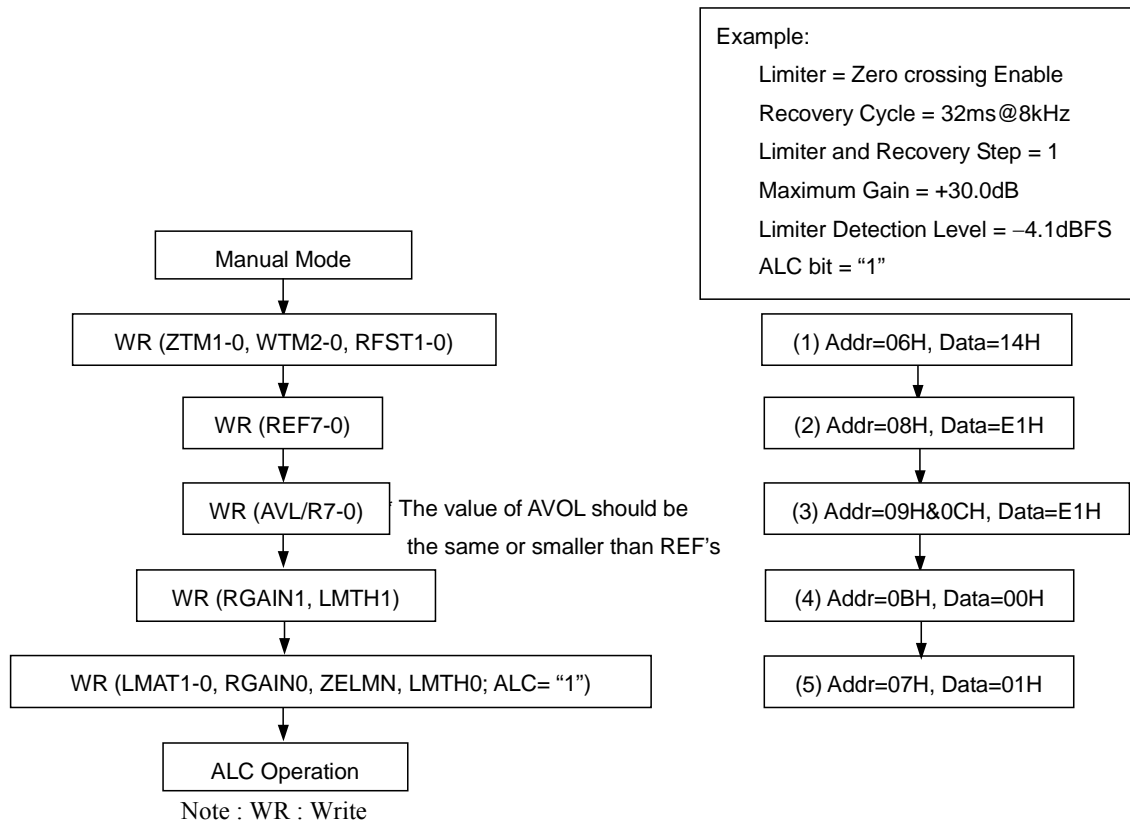 Example:
Limiter = Zero crossing Enable
Recovery Cycle = 32ms@8kHz
Limiter and Recovery Step = 1
Maximum Gain = +30.0dB
Limiter Detection Level = −4.1dBFS
ALC bit = “1”
Manual Mode
WR (ZTM1-0, WTM2-0, RFST1-0)
WR (REF7-0)
WR (AVL/R7-0)
* The value of AVOL should be
the same or smaller than REF’s
WR (RGAIN1, LMTH1)
WR (LMAT1-0, RGAIN0, ZELMN, LMTH0; ALC= “1”)
ALC Operation
Note : WR : Write
(1) Addr=06H, Data=14H
(2) Addr=08H, Data=E1H
(3) Addr=09H&0CH, Data=E1H
(4) Addr=0BH, Data=00H
(5) Addr=07H, Data=01H